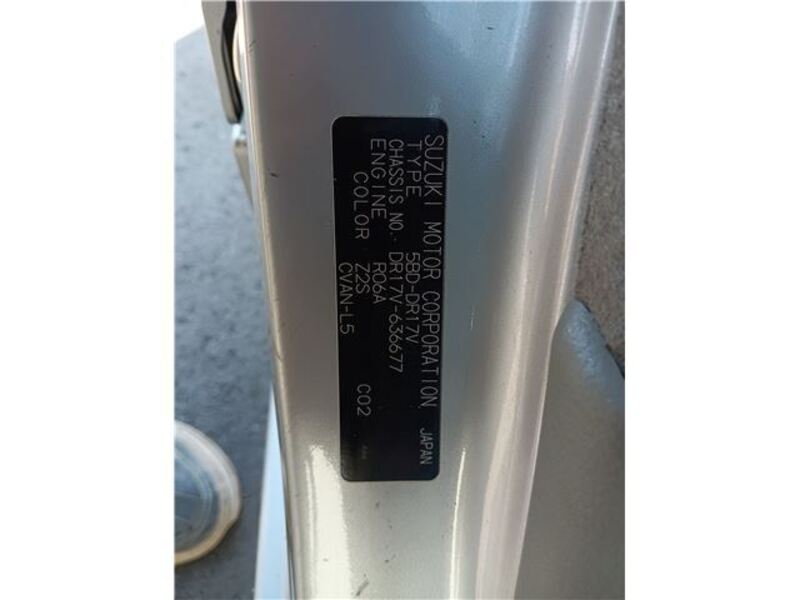 SUZUKI MOTOR CORPORATION JAPAN
TYPE 5BD-DR17V
CHASSIS NO. DR17V-636677
ENGINE R06A
COLOR Z2S C02
CVAN-L5